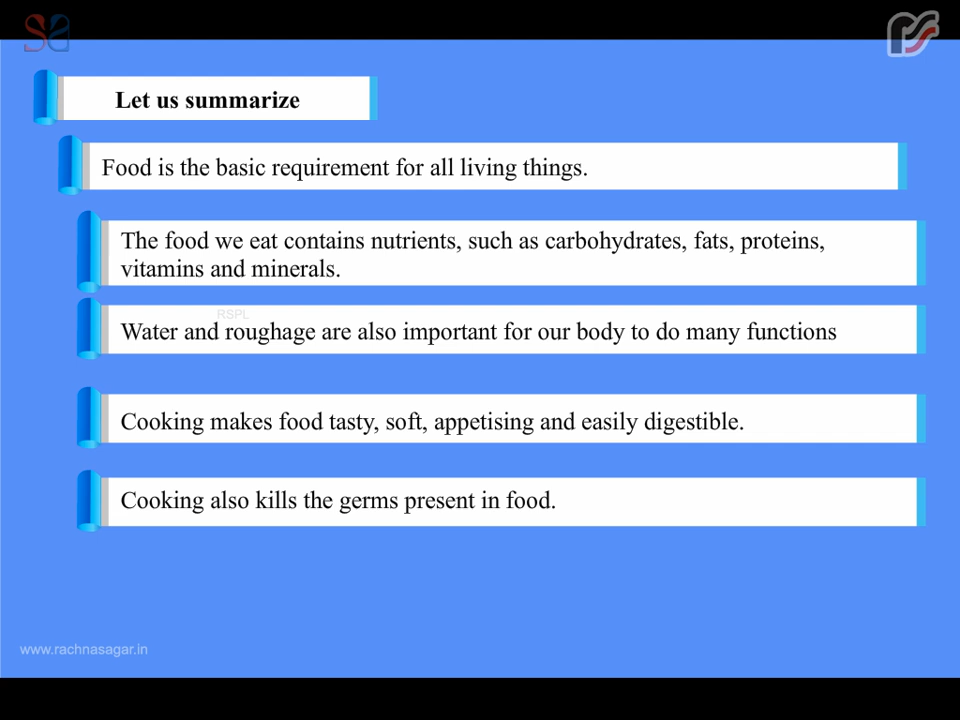 Let us summarize
Food is the basic requirement for all living things.
The food we eat contains nutrients, such as carbohydrates, fats, proteins,
vitamins and minerals.
RSPL
Water and roughage are also important for our body to do many functions
Cooking makes food tasty, soft, appetising and easily digestible.
Cooking also kills the germs present in food.
www.rachnasagar.in